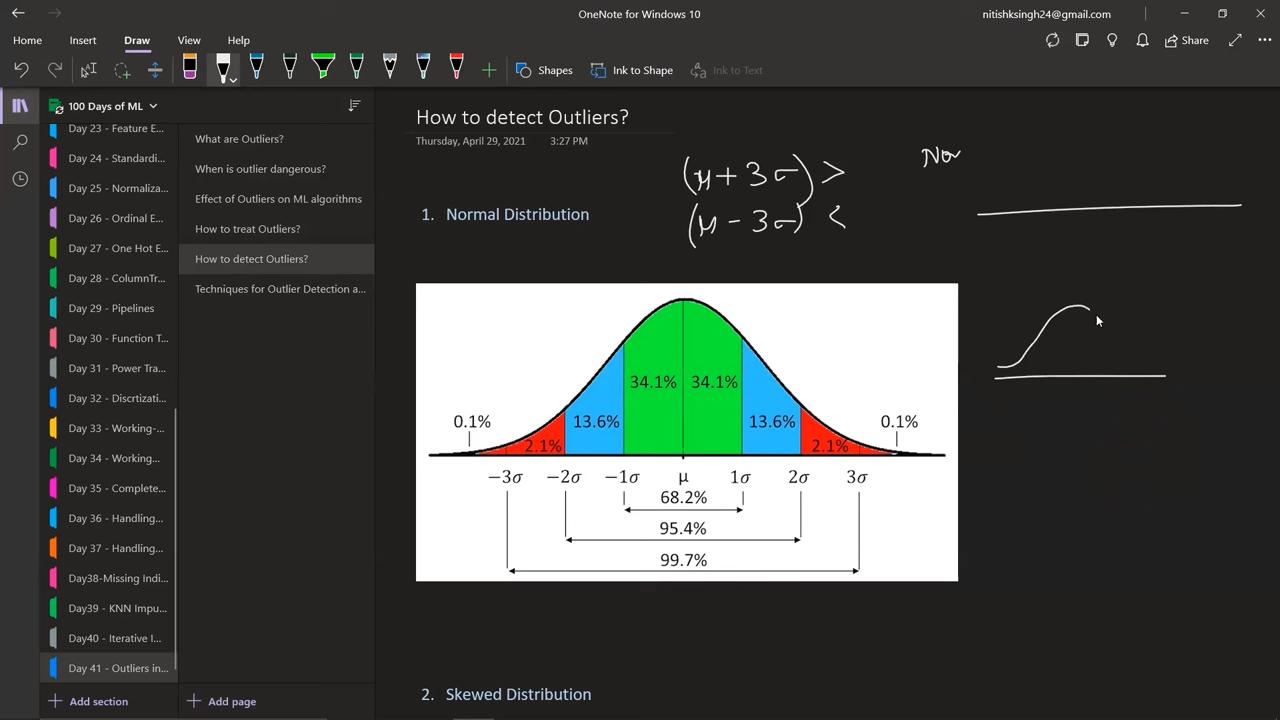 OneNote for Windows 10
nitishksingh24@gmail.com
Home
Insert
Draw
View
Help
Share
Shapes
Ink to Shape
Ink to Text
100 Days of ML
Day 23 - Feature E...
Day 24 - Standardi...
Day 25 - Normaliza...
Day 26 - Ordinal E...
Day 27 - One Hot E...
Day 28 - ColumnTr...
Day 29 - Pipelines
Day 30 - Function T...
Day 31 - Power Tra...
Day 32 - Discrtizati...
Day 33 - Working-...
Day 34 - Working...
Day 35 - Complete...
Day 36 - Handling...
Day 37 - Handling...
Day38-Missing Indi...
Day39 - KNN Impu...
Day40 - Iterative I...
Day 41 - Outliers in...
Add section
What are Outliers?
When is outlier dangerous?
Effect of Outliers on ML algorithms
How to treat Outliers?
How to detect Outliers?
Techniques for Outlier Detection a...
Add page
How to detect Outliers?
Thursday, April 29, 2021 3:27 PM
(μ + 3σ) >
(μ - 3σ) <
Nor
1. Normal Distribution
34.1% 34.1%
0.1% 13.6% 13.6% 0.1%
2.1% 2.1%
−3σ −2σ −1σ μ 1σ 2σ 3σ
68.2%
95.4%
99.7%
2. Skewed Distribution